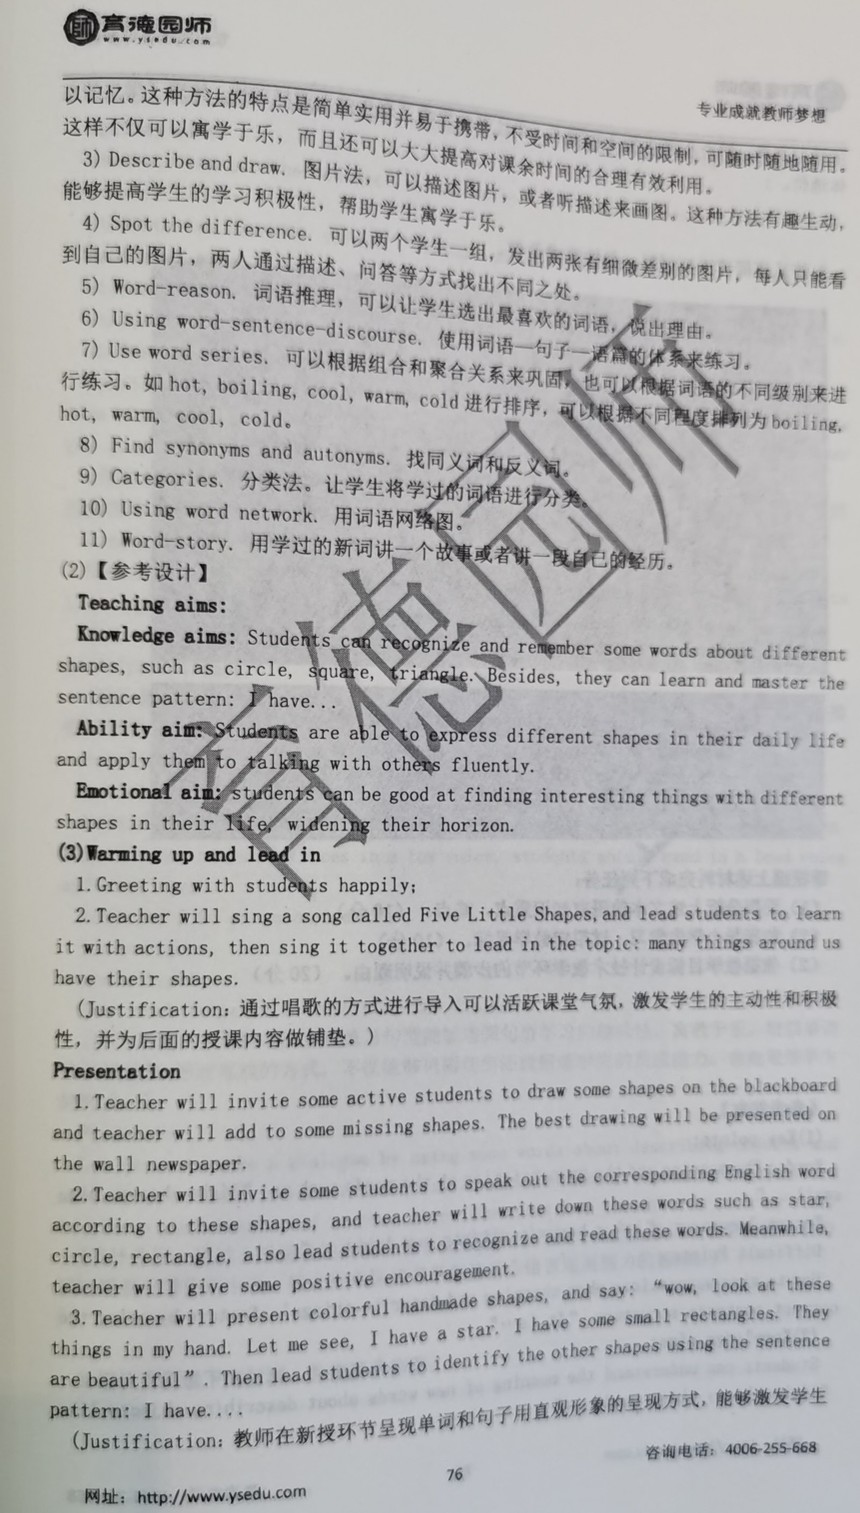 育德园师
www.ysedu.com
专业成就教师梦想
以记忆。这种方法的特点是简单实用并易于携带，不受时间和空间的限制，可随时随地随用。
这样不仅可以寓学于乐，而且还可以大大提高对课余时间的合理有效利用。
3) Describe and draw. 图片法，可以描述图片，或者听描述来画图。这种方法有趣生动，
能够提高学生的学习积极性，帮助学生寓学于乐。
4) Spot the difference. 可以两个学生一组，发出两张有细微差别的图片，每人只能看
到自己的图片，两人通过描述、问答等方式找出不同之处。
5) Word-reason. 词语推理，可以让学生选出最喜欢的词语，说出理由。
6) Using word-sentence-discourse. 使用词语—句子—语篇的体系来练习。
7) Use word series. 可以根据组合和聚合关系来巩固，也可以根据词语的不同级别来进
行练习。如 hot, boiling, cool, warm, cold 进行排序，可以根据不同程度排列为 boiling,
hot, warm, cool, cold。
8) Find synonyms and autonyms. 找同义词和反义词。
9) Categories. 分类法。让学生将学过的词语进行分类。
10) Using word network. 用词语网络图。
11) Word-story. 用学过的新词讲一个故事或者讲一段自己的经历。
(2)【参考设计】
Teaching aims:
Knowledge aims: Students can recognize and remember some words about different
shapes, such as circle, square, triangle. Besides, they can learn and master the
sentence pattern: I have...
Ability aim: Students are able to express different shapes in their daily life
and apply them to talking with others fluently.
Emotional aim: students can be good at finding interesting things with different
shapes in their life, widening their horizon.
(3)Warming up and lead in
1. Greeting with students happily;
2. Teacher will sing a song called Five Little Shapes, and lead students to learn
it with actions, then sing it together to lead in the topic: many things around us
have their shapes.
(Justification: 通过唱歌的方式进行导入可以活跃课堂气氛，激发学生的主动性和积极
性，并为后面的授课内容做铺垫。)
Presentation
1. Teacher will invite some active students to draw some shapes on the blackboard
and teacher will add to some missing shapes. The best drawing will be presented on
the wall newspaper.
2. Teacher will invite some students to speak out the corresponding English word
according to these shapes, and teacher will write down these words such as star,
circle, rectangle, also lead students to recognize and read these words. Meanwhile,
teacher will give some positive encouragement.
3. Teacher will present colorful handmade shapes, and say: “wow, look at these
things in my hand. Let me see, I have a star. I have some small rectangles. They
are beautiful”. Then lead students to identify the other shapes using the sentence
pattern: I have....
(Justification: 教师在新授环节呈现单词和句子用直观形象的呈现方式，能够激发学生
咨询电话：4006-255-668
76
网址：http://www.ysedu.com
育德园师